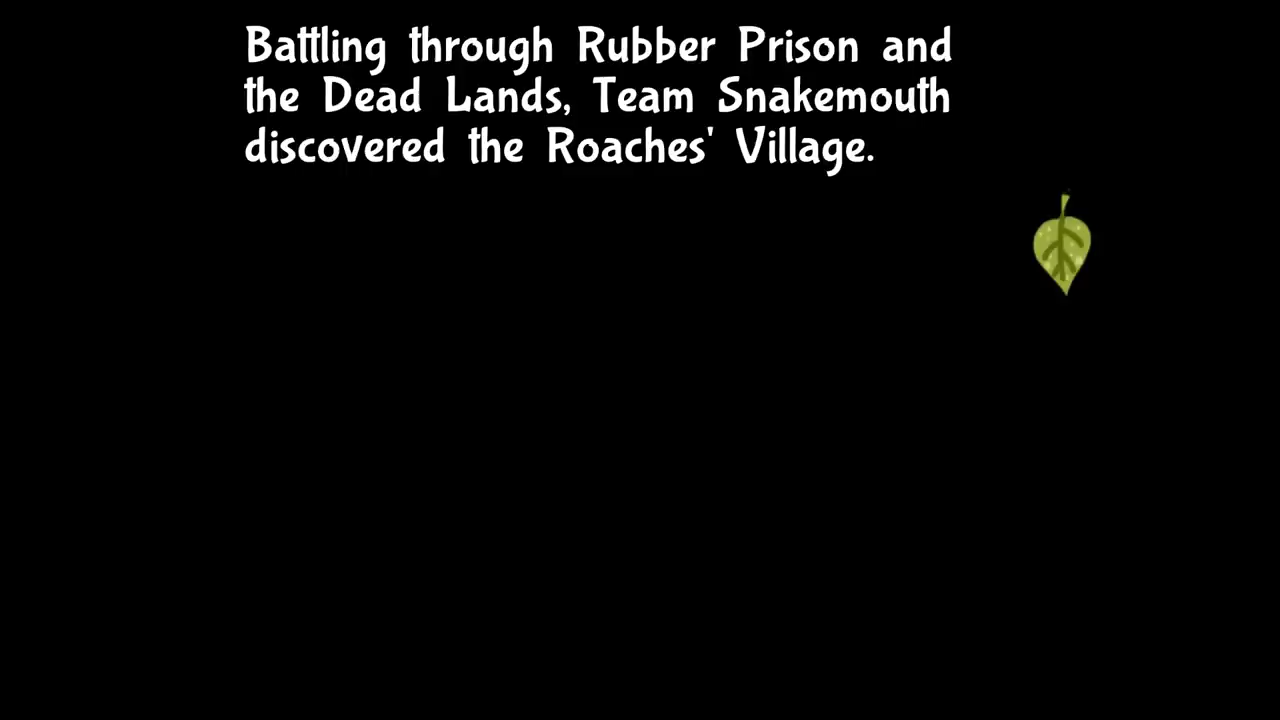 Battling through Rubber Prison and
the Dead Lands, Team Snakemouth
discovered the Roaches' Village.